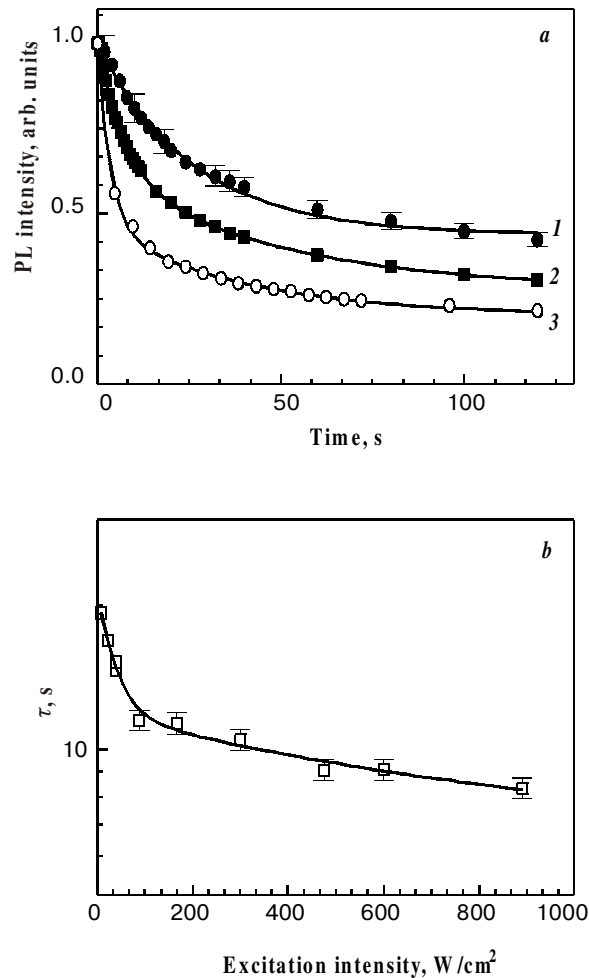 a
1.0
0.5
0.0
PL intensity, arb. units
1
2
3
0 50 100
Time, s
b
τ, s
10
0 200 400 600 800 1000
Excitation intensity, W/cm²